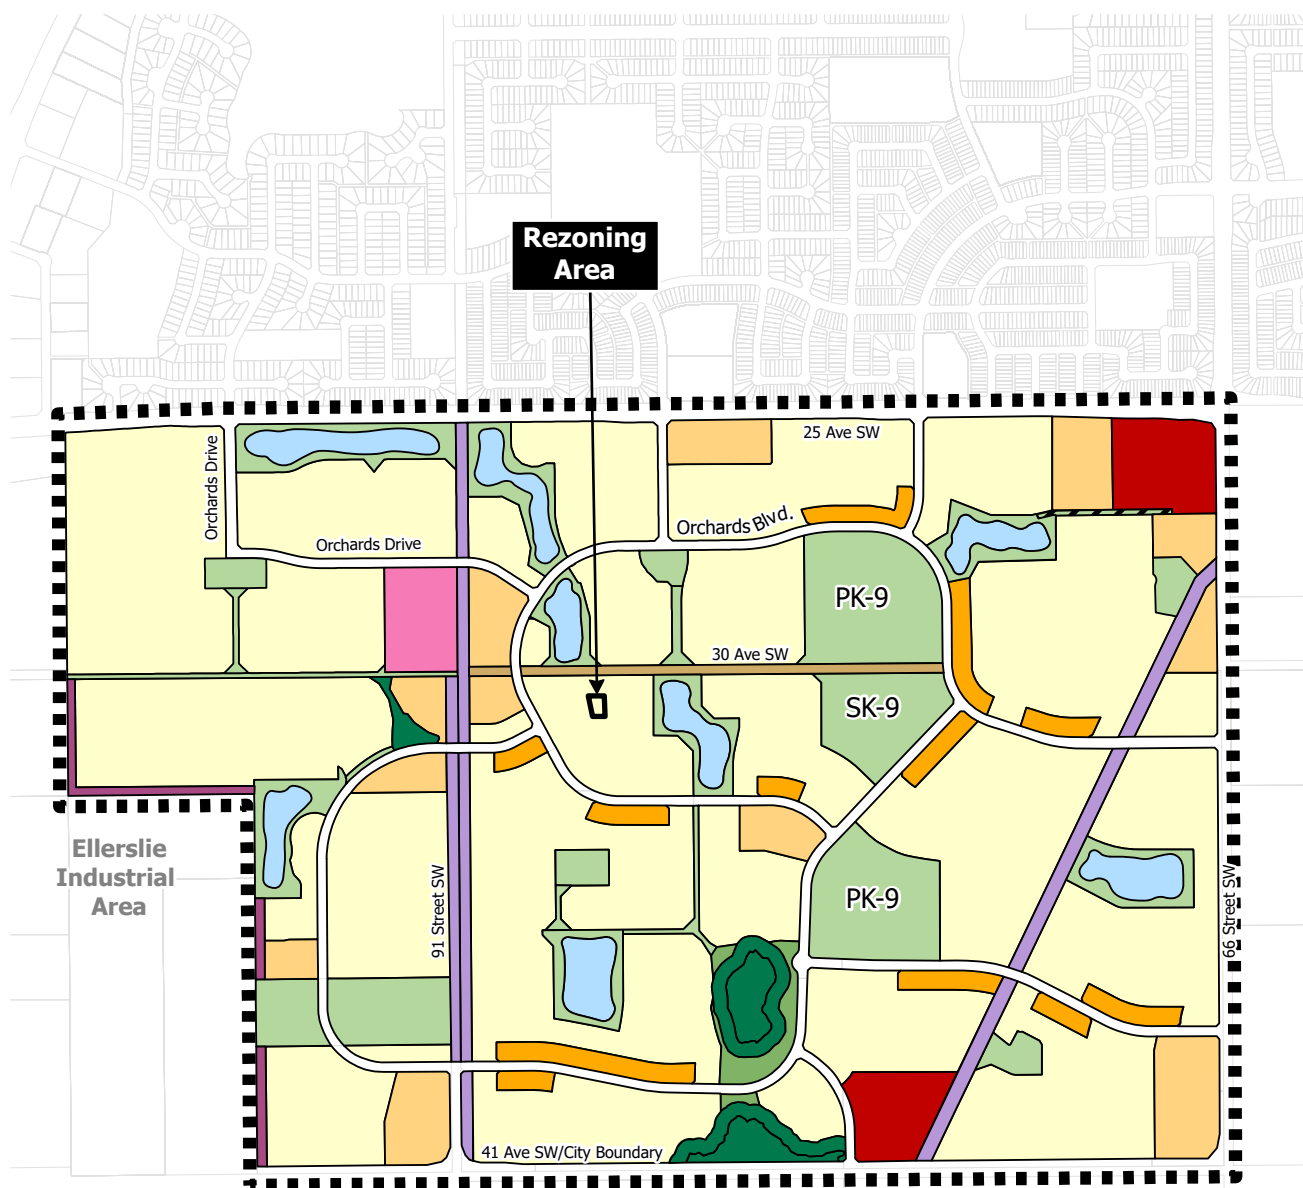 Rezoning
Area
25 Ave SW
Orchards Drive
Orchards Blvd.
Orchards Drive
PK-9
30 Ave SW
SK-9
Ellerslie
Industrial
Area
91 Street SW
PK-9
66 Street SW
41 Ave SW/City Boundary